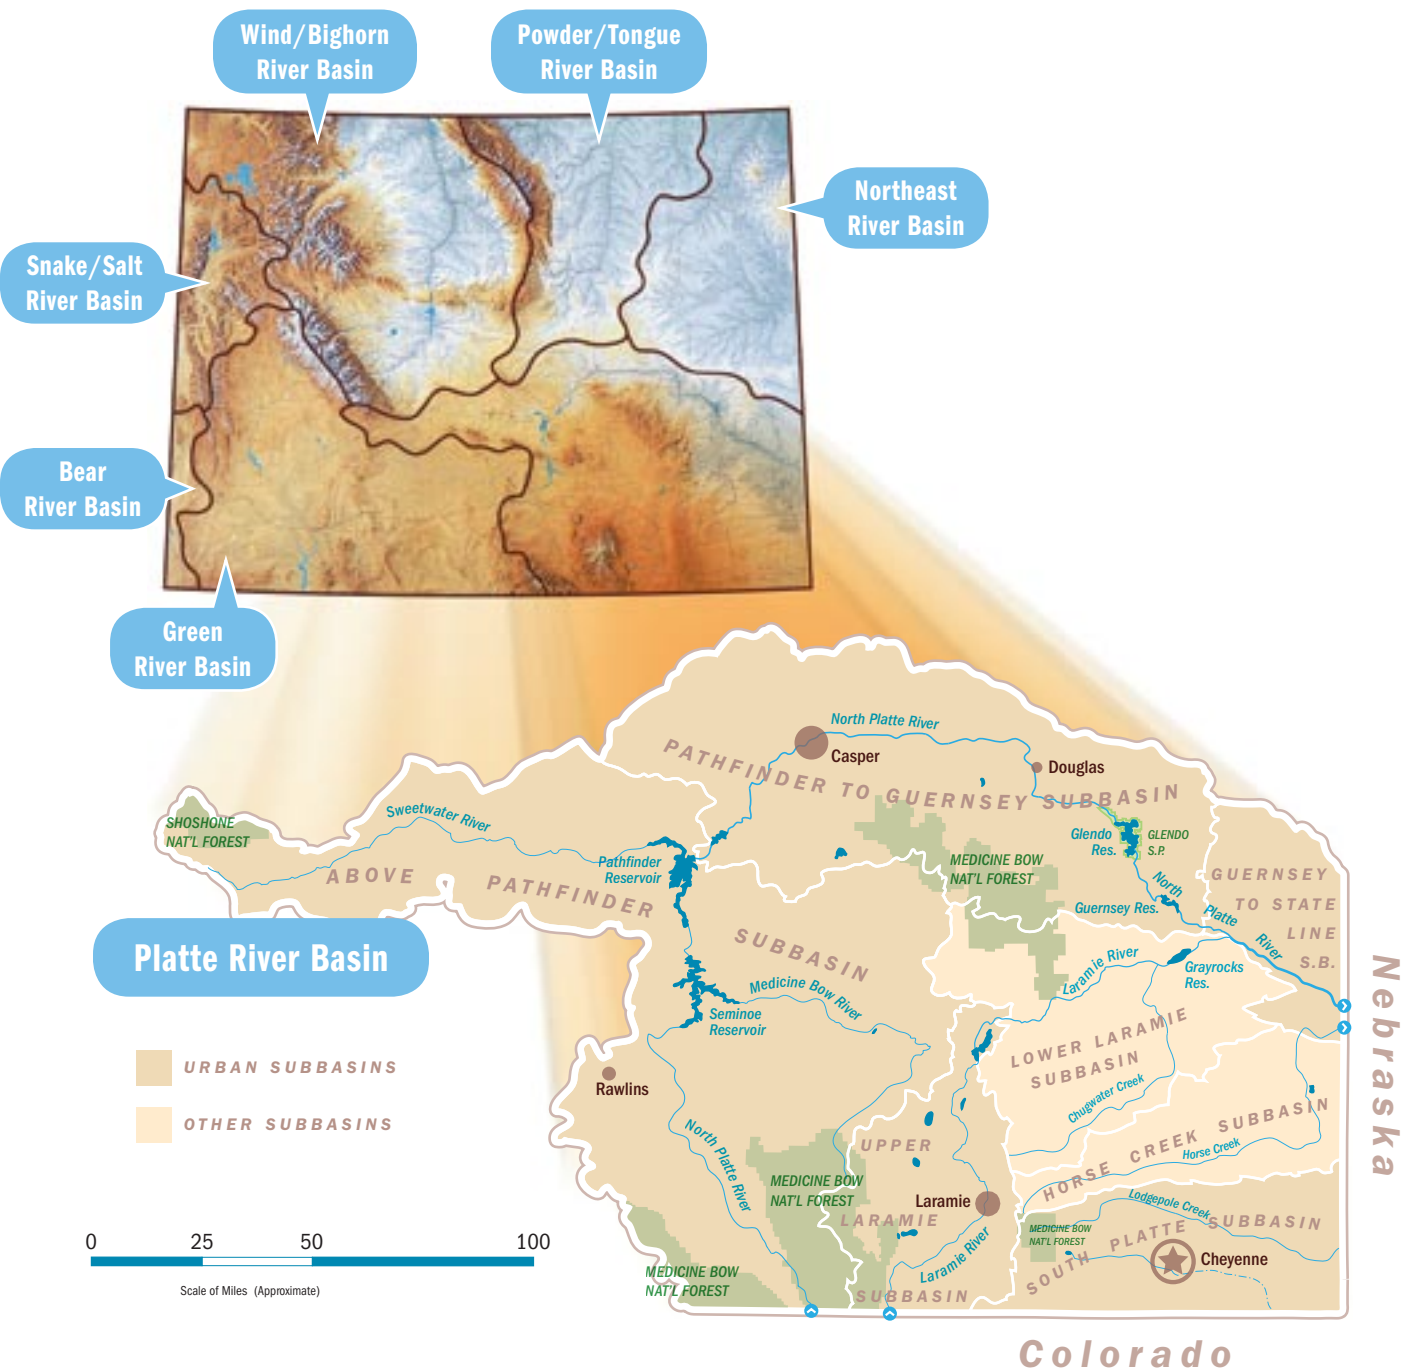 Wind/Bighorn
River Basin
Powder/Tongue
River Basin
Northeast
River Basin
Snake/Salt
River Basin
Bear
River Basin
Green
River Basin
North Platte River
Casper
Douglas
PATHFINDER TO GUERNSEY SUBBASIN
SHOSHONE
NAT'L FOREST
Sweetwater River
Pathfinder
Reservoir
ABOVE PATHFINDER SUBBASIN
Glendo
Res.
GLENDO
S.P.
MEDICINE BOW
NAT'L FOREST
North Platte River
Guernsey Res.
GUERNSEY
TO STATE
LINE
S.B.
Platte River Basin
Laramie River
Grayrocks
Res.
Nebraska
Medicine Bow River
Seminoe
Reservoir
LOWER LARAMIE
SUBBASIN
URBAN SUBBASINS
OTHER SUBBASINS
Rawlins
Chugwater Creek
HORSE CREEK SUBBASIN
Horse Creek
North Platte River
UPPER
LARAMIE
SUBBASIN
MEDICINE BOW
NAT'L FOREST
Laramie
Laramie River
Lodgepole Creek
MEDICINE BOW
NAT'L FOREST
SOUTH PLATTE SUBBASIN
Cheyenne
MEDICINE BOW
NAT'L FOREST
0 25 50 100
Scale of Miles (Approximate)
Colorado